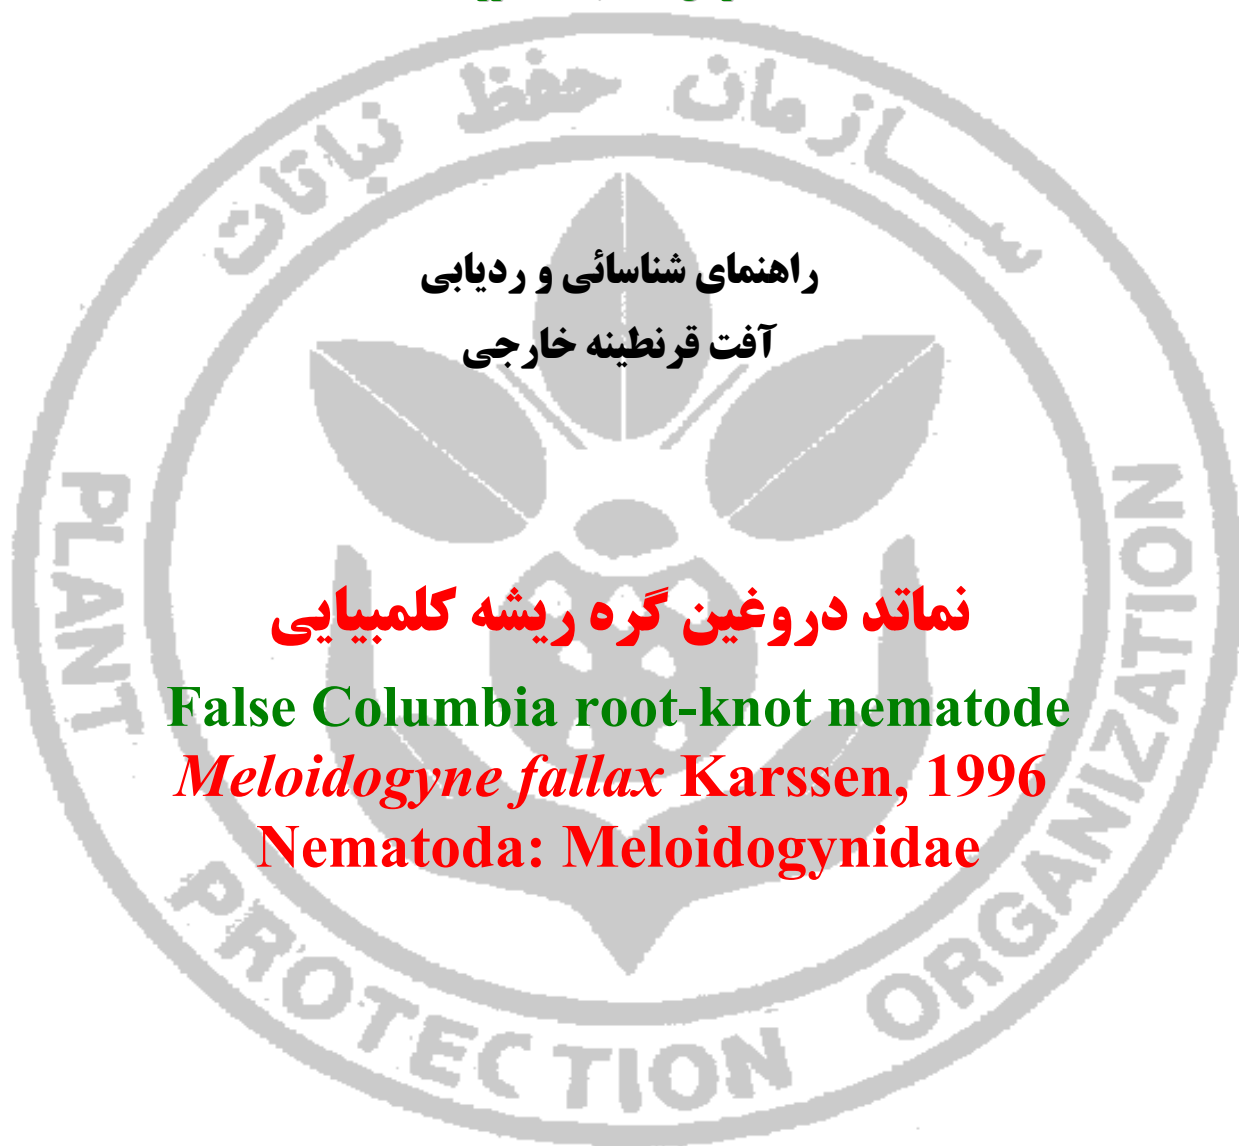 سازمان حفظ نباتات
راهنمای شناسائی و ردیابی
آفت قرنطینه خارجی
نماتد دروغین گره ریشه کلمبیایی
False Columbia root-knot nematode
Meloidogyne fallax Karssen, 1996
Nematoda: Meloidogynidae
PLANT PROTECTION ORGANIZATION